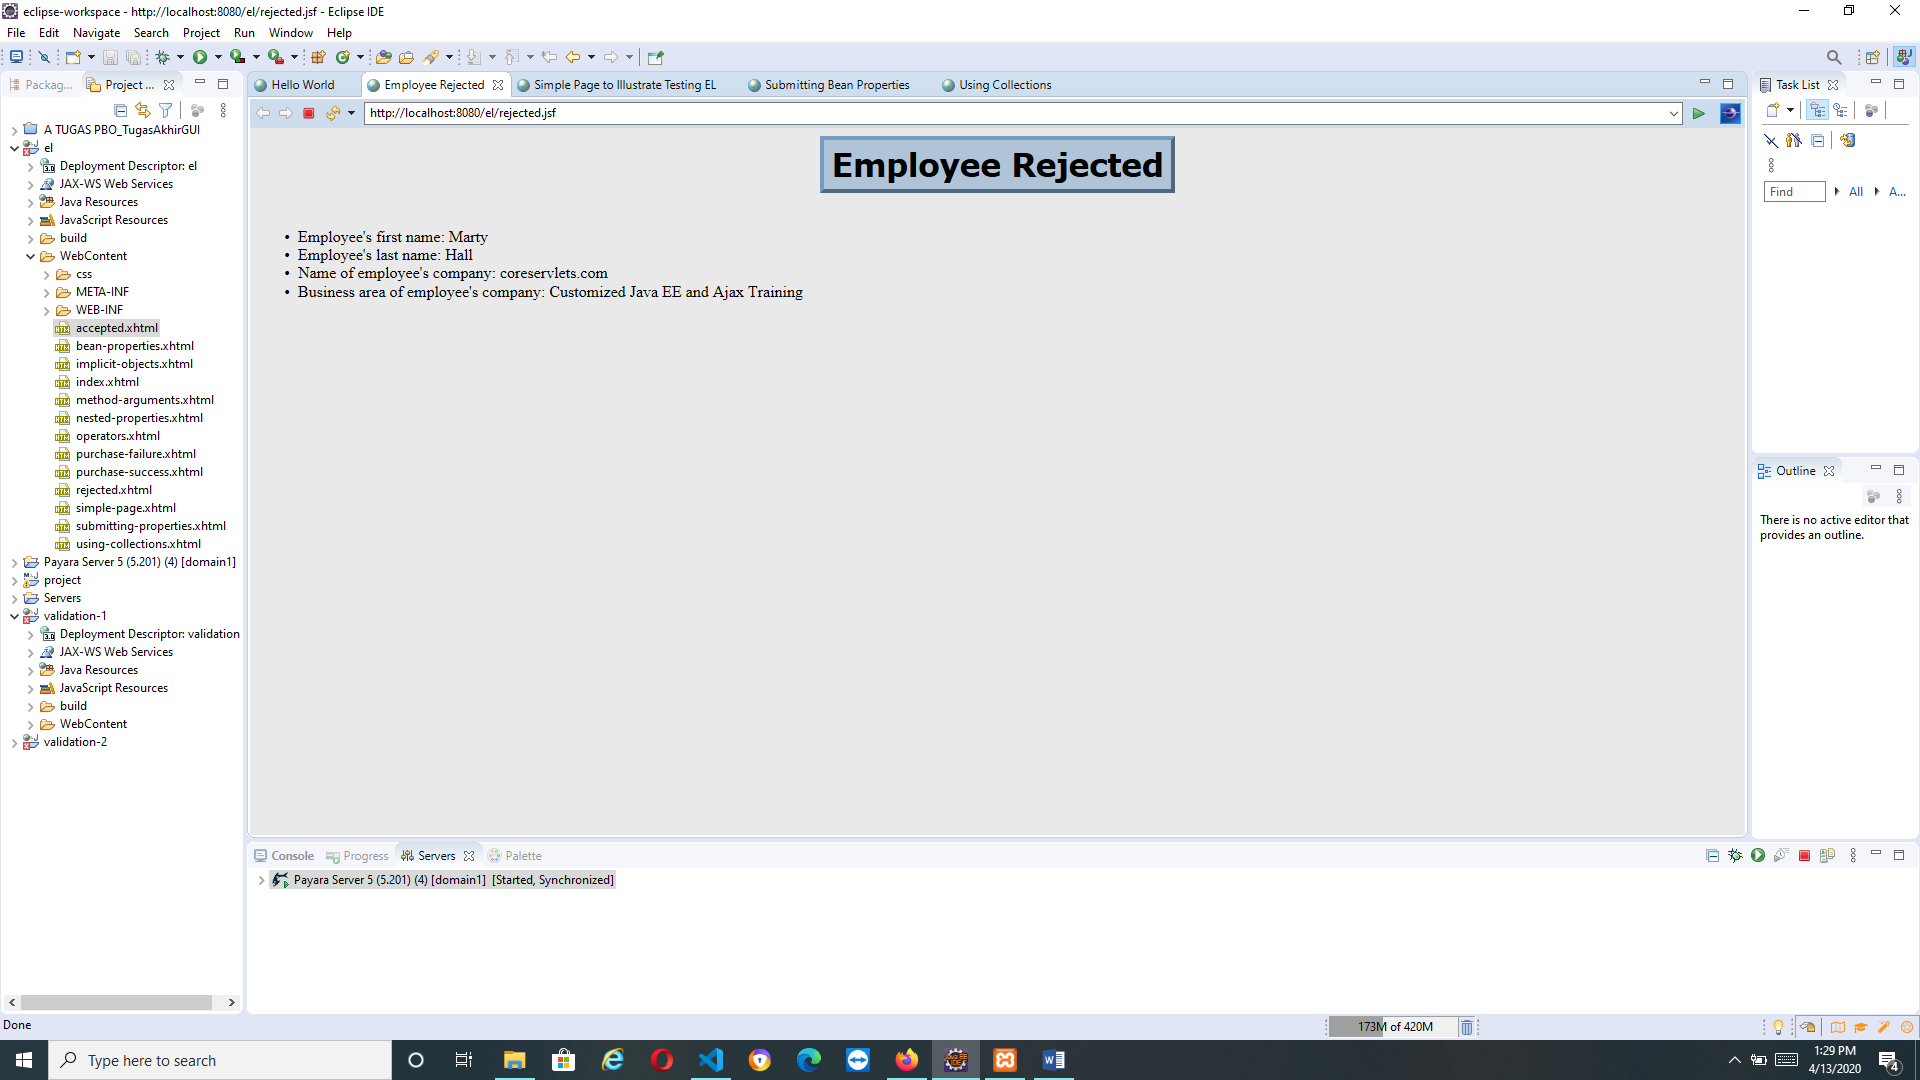 eclipse-workspace - http://localhost:8080/el/rejected.jsf - Eclipse IDE
File Edit Navigate Search Project Run Window Help
Packag... Project ...
A TUGAS PBO_TugasAkhirGUI
el
Deployment Descriptor: el
JAX-WS Web Services
Java Resources
JavaScript Resources
build
WebContent
css
META-INF
WEB-INF
accepted.xhtml
bean-properties.xhtml
implicit-objects.xhtml
index.xhtml
method-arguments.xhtml
nested-properties.xhtml
operators.xhtml
purchase-failure.xhtml
purchase-success.xhtml
rejected.xhtml
simple-page.xhtml
submitting-properties.xhtml
using-collections.xhtml
Payara Server 5 (5.201) (4) [domain1]
project
Servers
validation-1
Deployment Descriptor: validation
JAX-WS Web Services
Java Resources
JavaScript Resources
build
WebContent
validation-2
Hello World Employee Rejected Simple Page to Illustrate Testing EL Submitting Bean Properties Using Collections
http://localhost:8080/el/rejected.jsf
Employee Rejected
• Employee's first name: Marty
• Employee's last name: Hall
• Name of employee's company: coreservlets.com
• Business area of employee's company: Customized Java EE and Ajax Training
Console Progress Servers Palette
Payara Server 5 (5.201) (4) [domain1] [Started, Synchronized]
Task List
Find All A...
Outline
There is no active editor that
provides an outline.
Done
173M of 420M
Type here to search
1:29 PM
4/13/2020
4